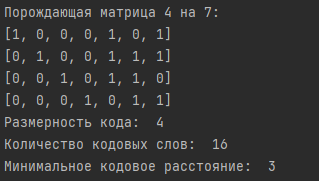 Порождающая матрица 4 на 7:
[1, 0, 0, 0, 1, 0, 1]
[0, 1, 0, 0, 1, 1, 1]
[0, 0, 1, 0, 1, 1, 0]
[0, 0, 0, 1, 0, 1, 1]
Размерность кода:  4
Количество кодовых слов:  16
Минимальное кодовое расстояние:  3